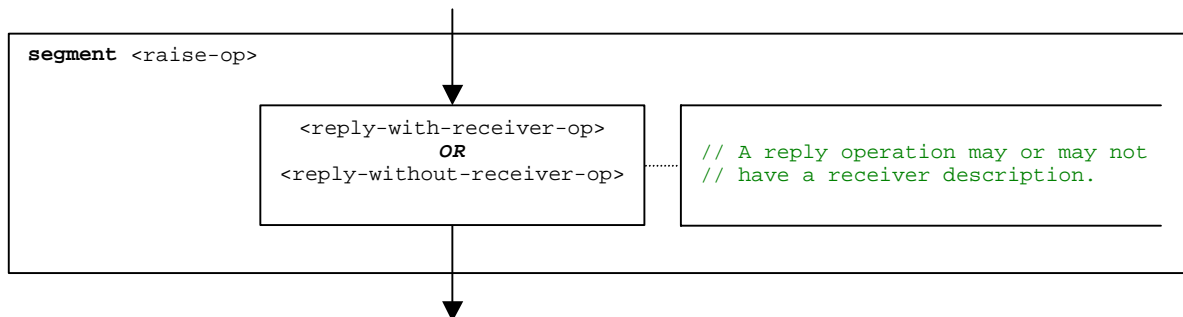 segment <raise-op>
<reply-with-receiver-op>
OR
<reply-without-receiver-op>
// A reply operation may or may not
// have a receiver description.